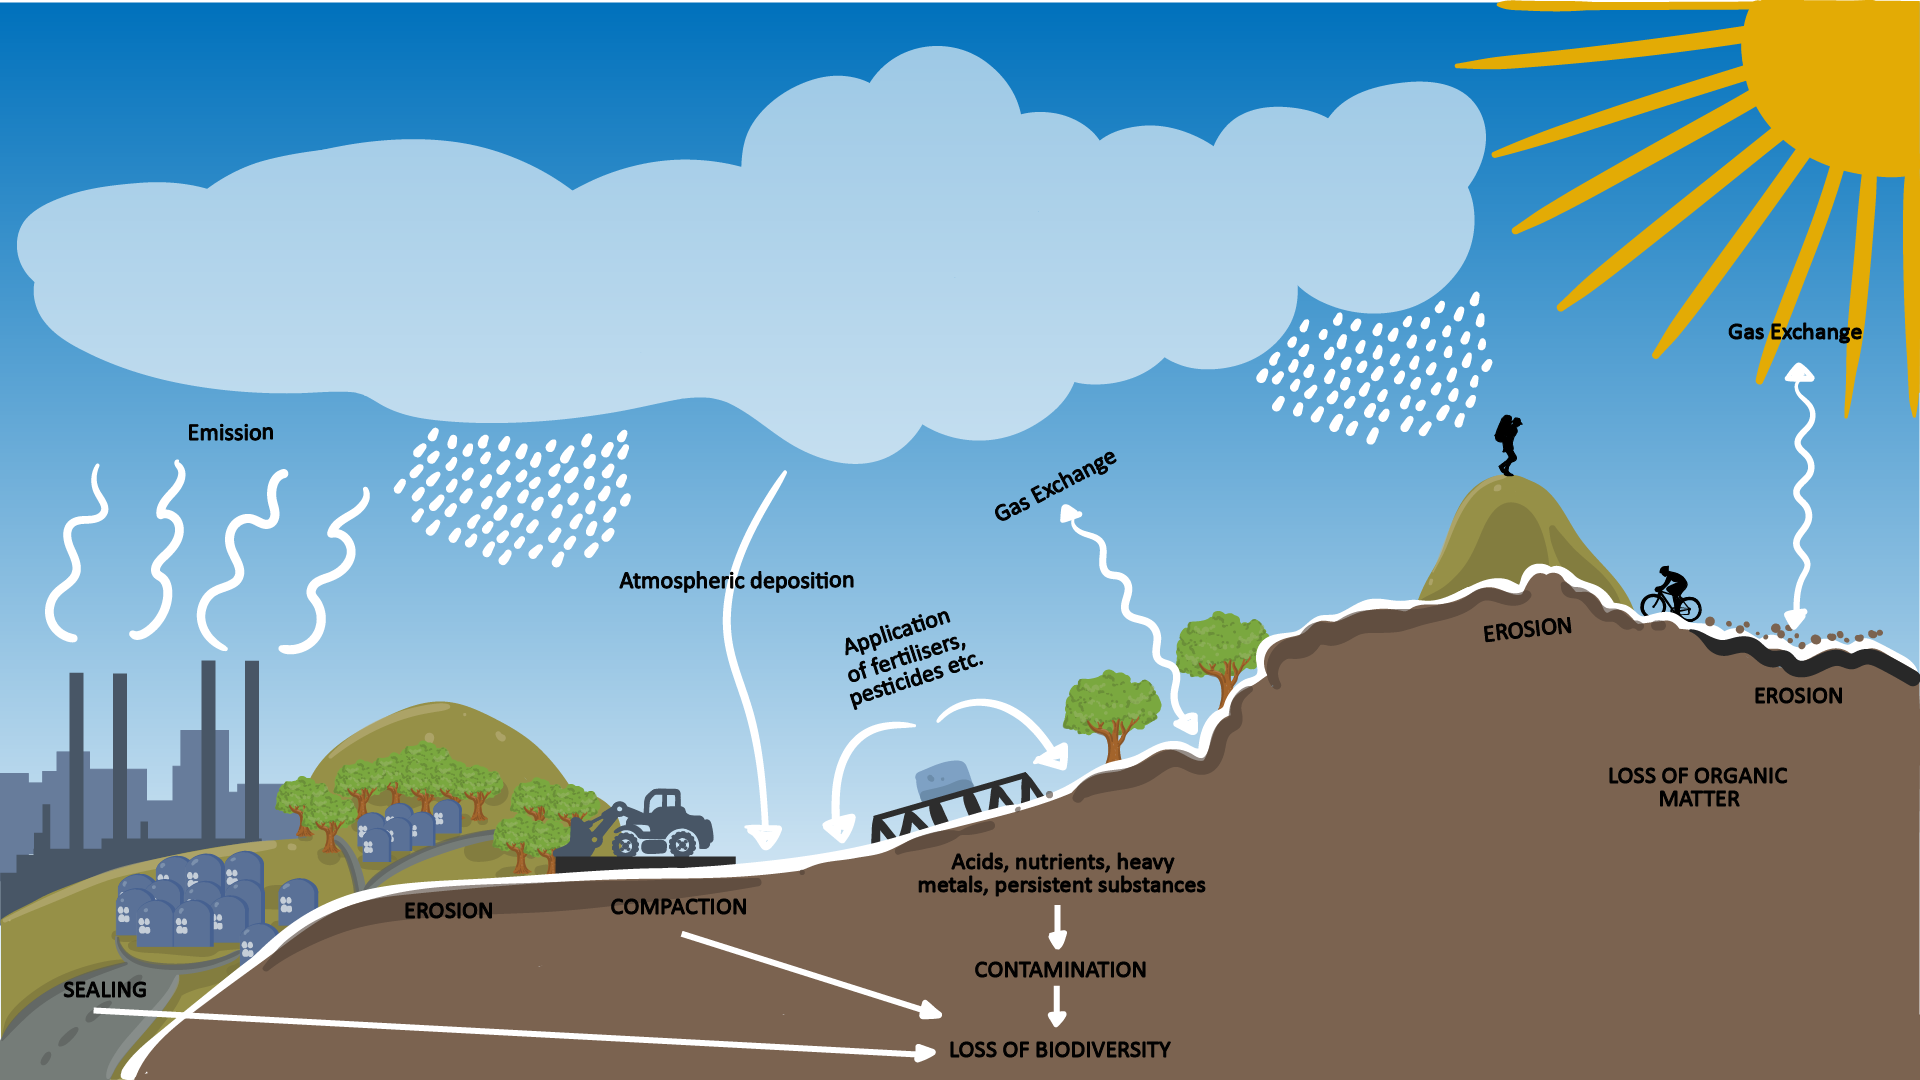 Gas Exchange
Emission
Gas Exchange
Atmospheric deposition
Application
of fertilisers,
pesticides etc.
EROSION
EROSION
LOSS OF ORGANIC
MATTER
Acids, nutrients, heavy
metals, persistent substances
EROSION
COMPACTION
CONTAMINATION
SEALING
LOSS OF BIODIVERSITY